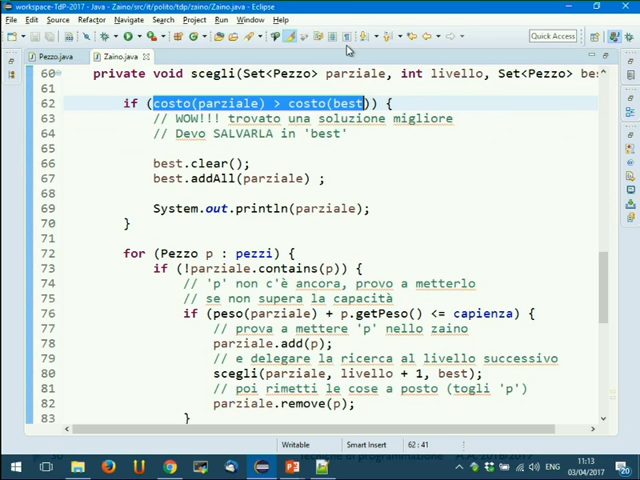 workspace-TdP-2017 - Java - Zaino/src/it/polito/tdp/zaino/Zaino.java - Eclipse
File Edit Source Refactor Navigate Search Project Run Window Help
Quick Access
Pezzo.java Zaino.java
60 private void scegli(Set<Pezzo> parziale, int livello, Set<Pezzo> bes
61
62 if (costo(parziale) > costo(best)) {
63 // WOW!!! trovato una soluzione migliore
64 // Devo SALVARLA in 'best'
65
66 best.clear();
67 best.addAll(parziale) ;
68
69 System.out.println(parziale);
70 }
71
72 for (Pezzo p : pezzi) {
73 if (!parziale.contains(p)) {
74 // 'p' non c'è ancora, provo a metterlo
75 // se non supera la capacità
76 if (peso(parziale) + p.getPeso() <= capienza) {
77 // prova a mettere 'p' nello zaino
78 parziale.add(p);
79 // e delegare la ricerca al livello successivo
80 scegli(parziale, livello + 1, best);
81 // poi rimetti le cose a posto (togli 'p')
82 parziale.remove(p);
83 }
Writable Smart Insert 62 : 41
11:13
03/04/2017